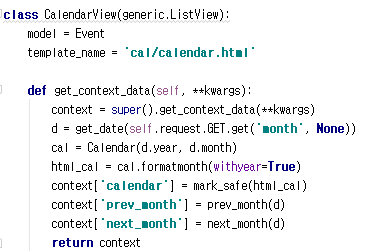 class CalendarView(generic.ListView):
    model = Event
    template_name = 'cal/calendar.html'

    def get_context_data(self, **kwargs):
        context = super().get_context_data(**kwargs)
        d = get_date(self.request.GET.get('month', None))
        cal = Calendar(d.year, d.month)
        html_cal = cal.formatmonth(withyear=True)
        context['calendar'] = mark_safe(html_cal)
        context['prev_month'] = prev_month(d)
        context['next_month'] = next_month(d)
        return context